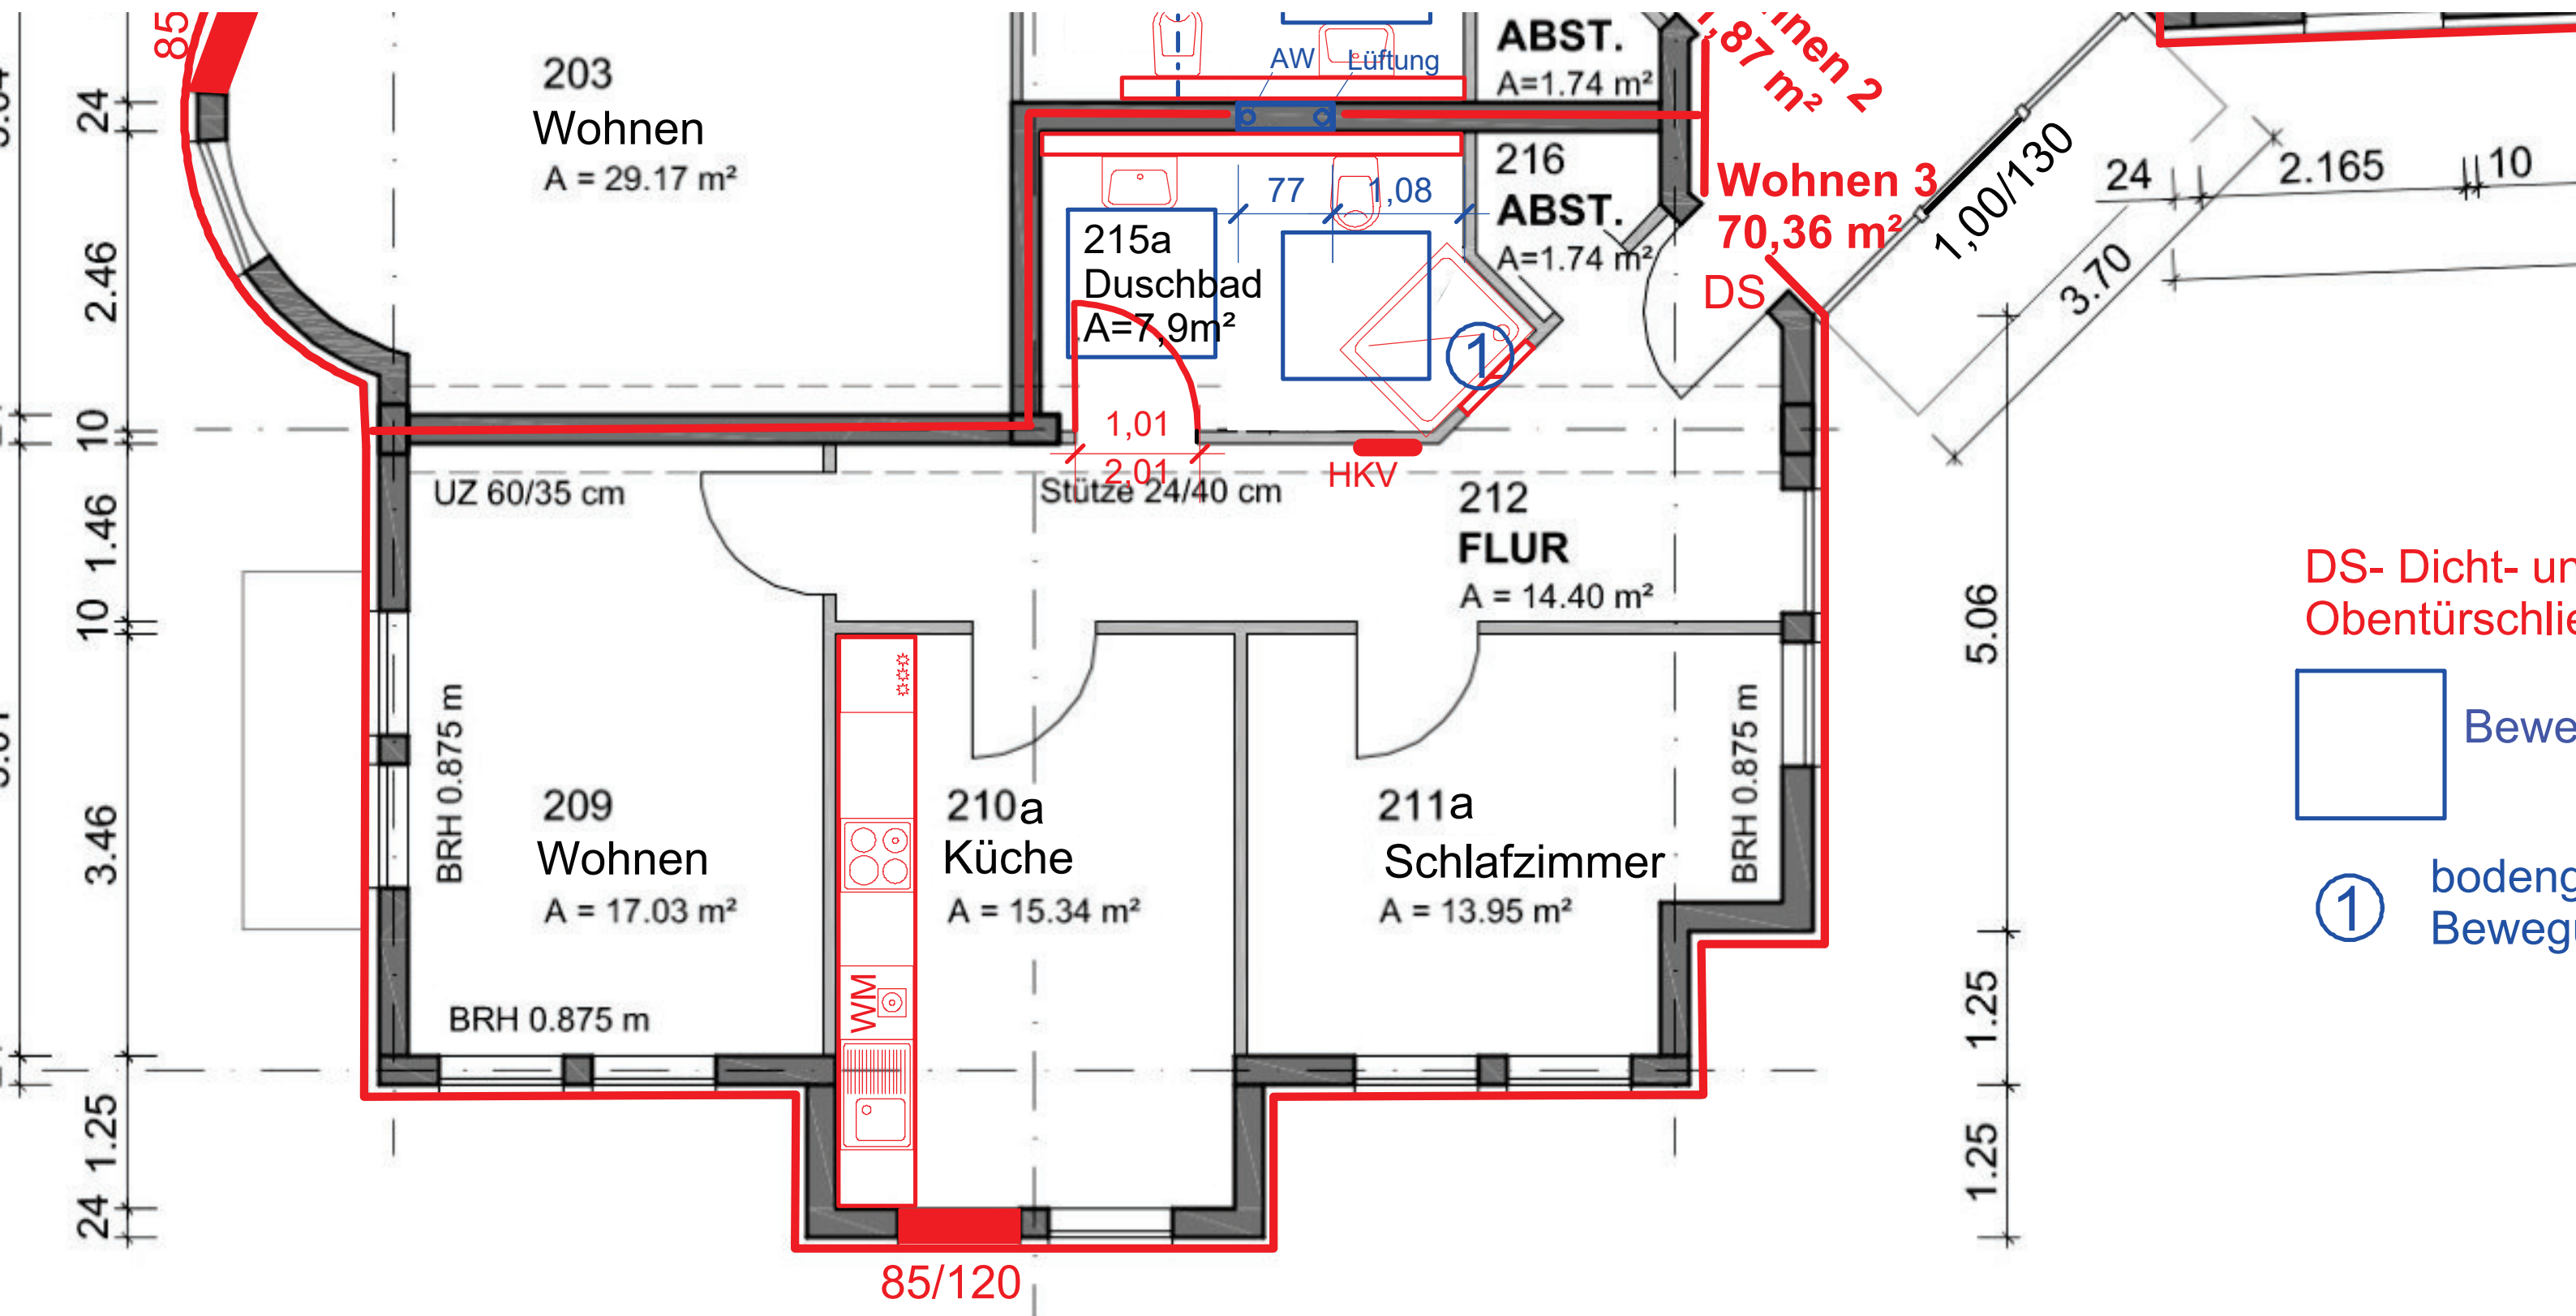 85
203
Wohnen
A = 29.17 m²
AW
Lüftung
ABST.
A=1.74 m²
nen 2
,87 m²
24
2.46
10
1.46
10
3.46
1.25
24
77
1,08
215a
Duschbad
A=7,9m²
216
ABST.
A=1.74 m²
Wohnen 3
70,36 m²
DS
1,00/130
3.70
24
2.165
10
1
1,01
2,01
HKV
UZ 60/35 cm
Stütze 24/40 cm
212
FLUR
A = 14.40 m²
BRH 0.875 m
209
Wohnen
A = 17.03 m²
BRH 0.875 m
WM
210a
Küche
A = 15.34 m²
211a
Schlafzimmer
A = 13.95 m²
BRH 0.875 m
5.06
1.25
1.25
85/120
DS- Dicht- un
Obentürschlie
Bewe
1
bodeng
Bewegu